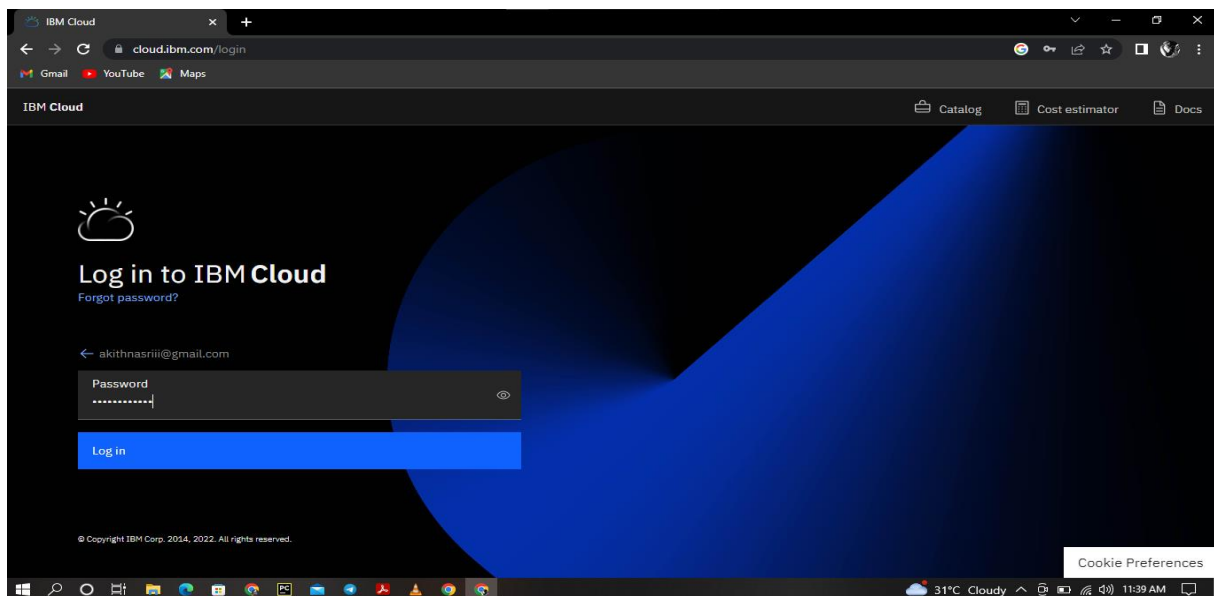 IBM Cloud
cloud.ibm.com/login
Gmail YouTube Maps
IBM Cloud Catalog Cost estimator Docs
Log in to IBM Cloud
Forgot password?
← akithnasriii@gmail.com
Password
••••••••••••
Log in
© Copyright IBM Corp. 2014, 2022. All rights reserved.
Cookie Preferences
31°C Cloudy 11:39 AM